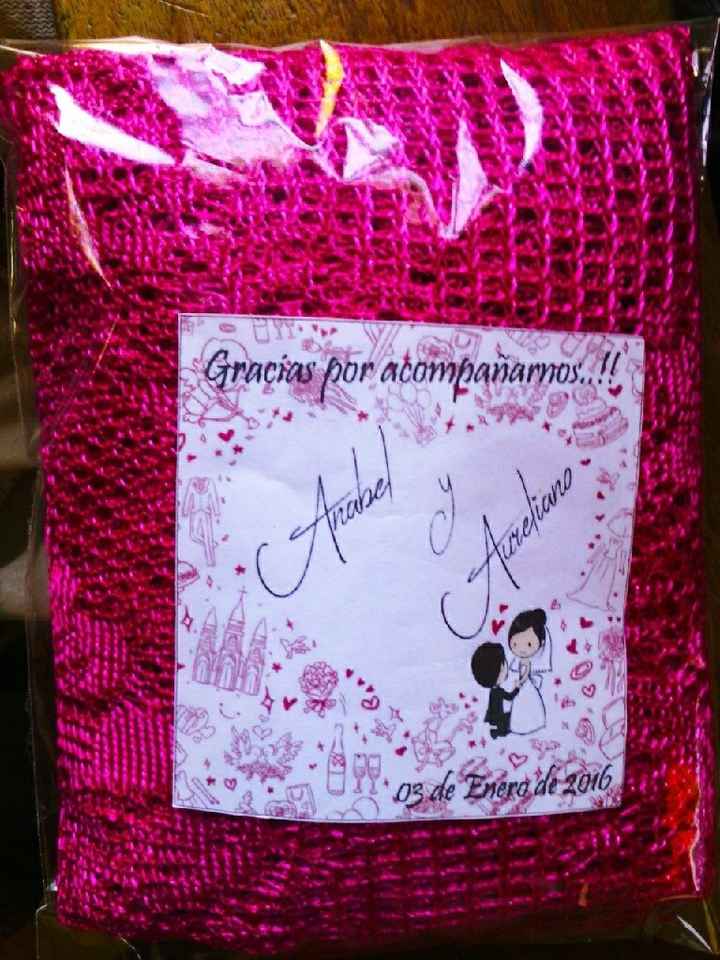 Gracias por acompañarnos..!!
Anabel y Aureliano
03 de Enero de 2016